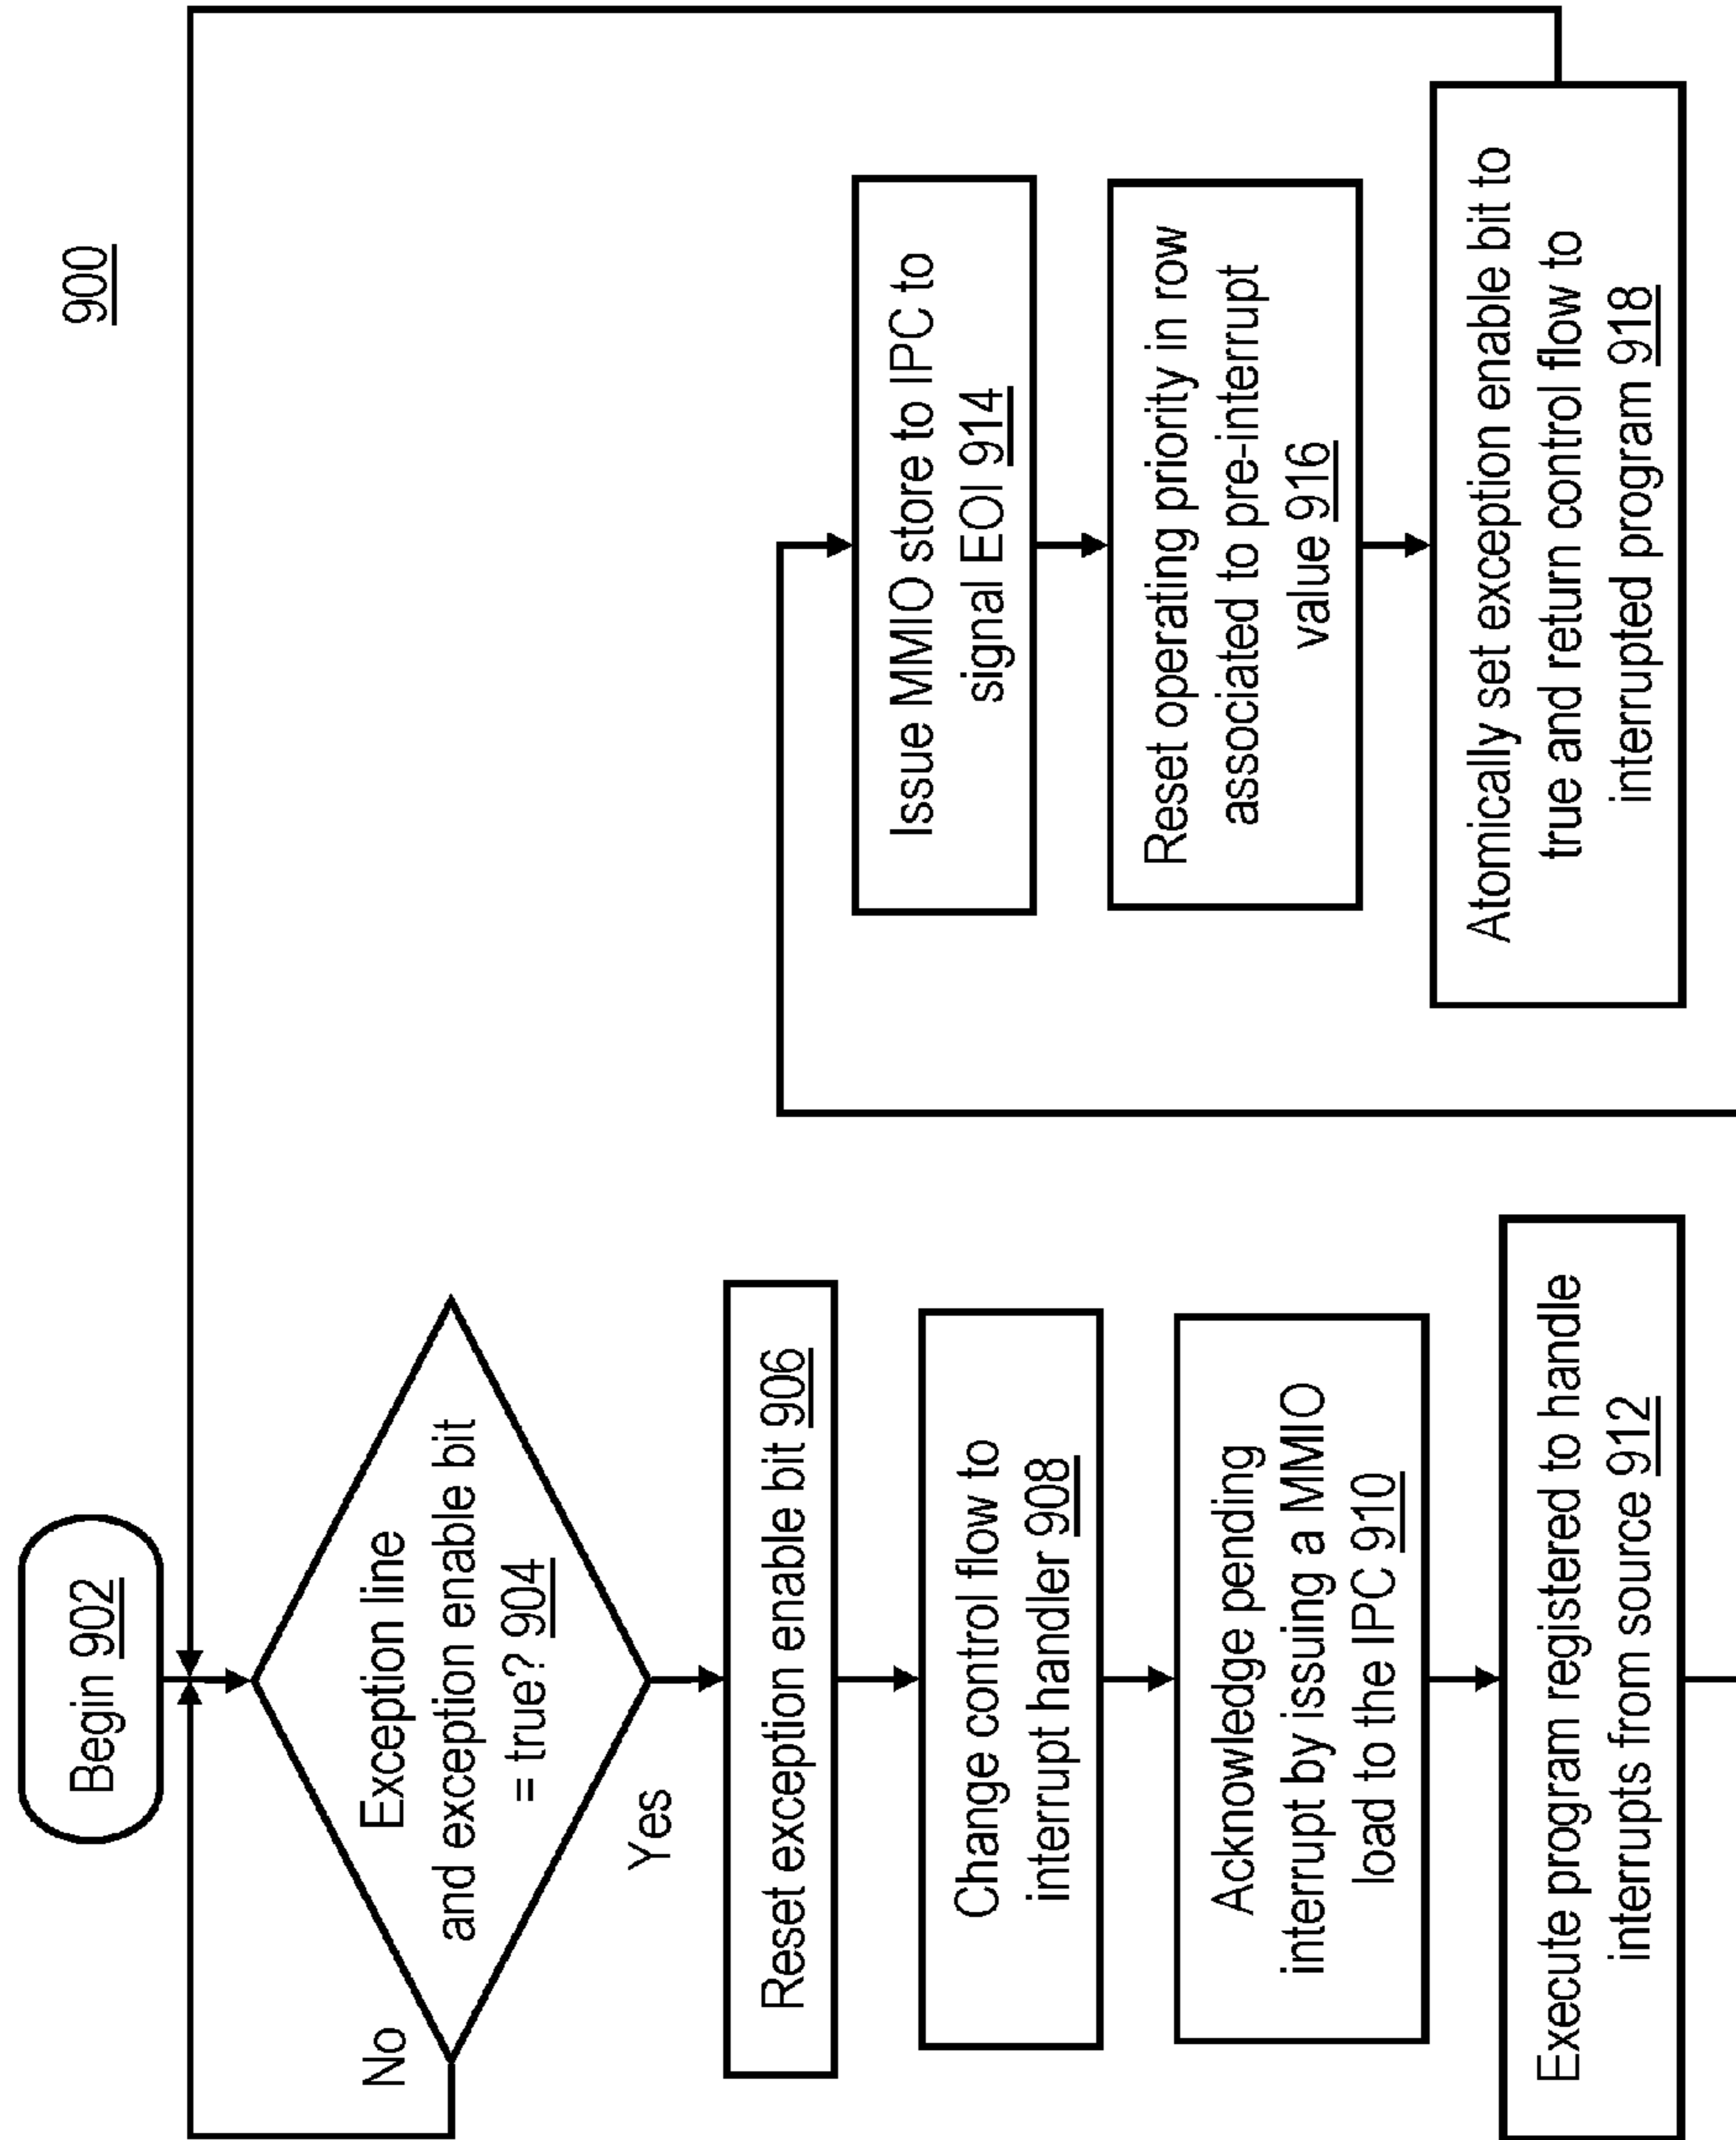 900
Begin 902
Exception line
and exception enable bit
= true? 904
No
Yes
Reset exception enable bit 906
Change control flow to
interrupt handler 908
Acknowledge pending
interrupt by issuing a MMIO
load to the IPC 910
Execute program registered to handle
interrupts from source 912
Issue MMIO store to IPC to
signal EOI 914
Reset operating priority in row
associated to pre-interrupt
value 916
Atomically set exception enable bit to
true and return control flow to
interrupted program 918